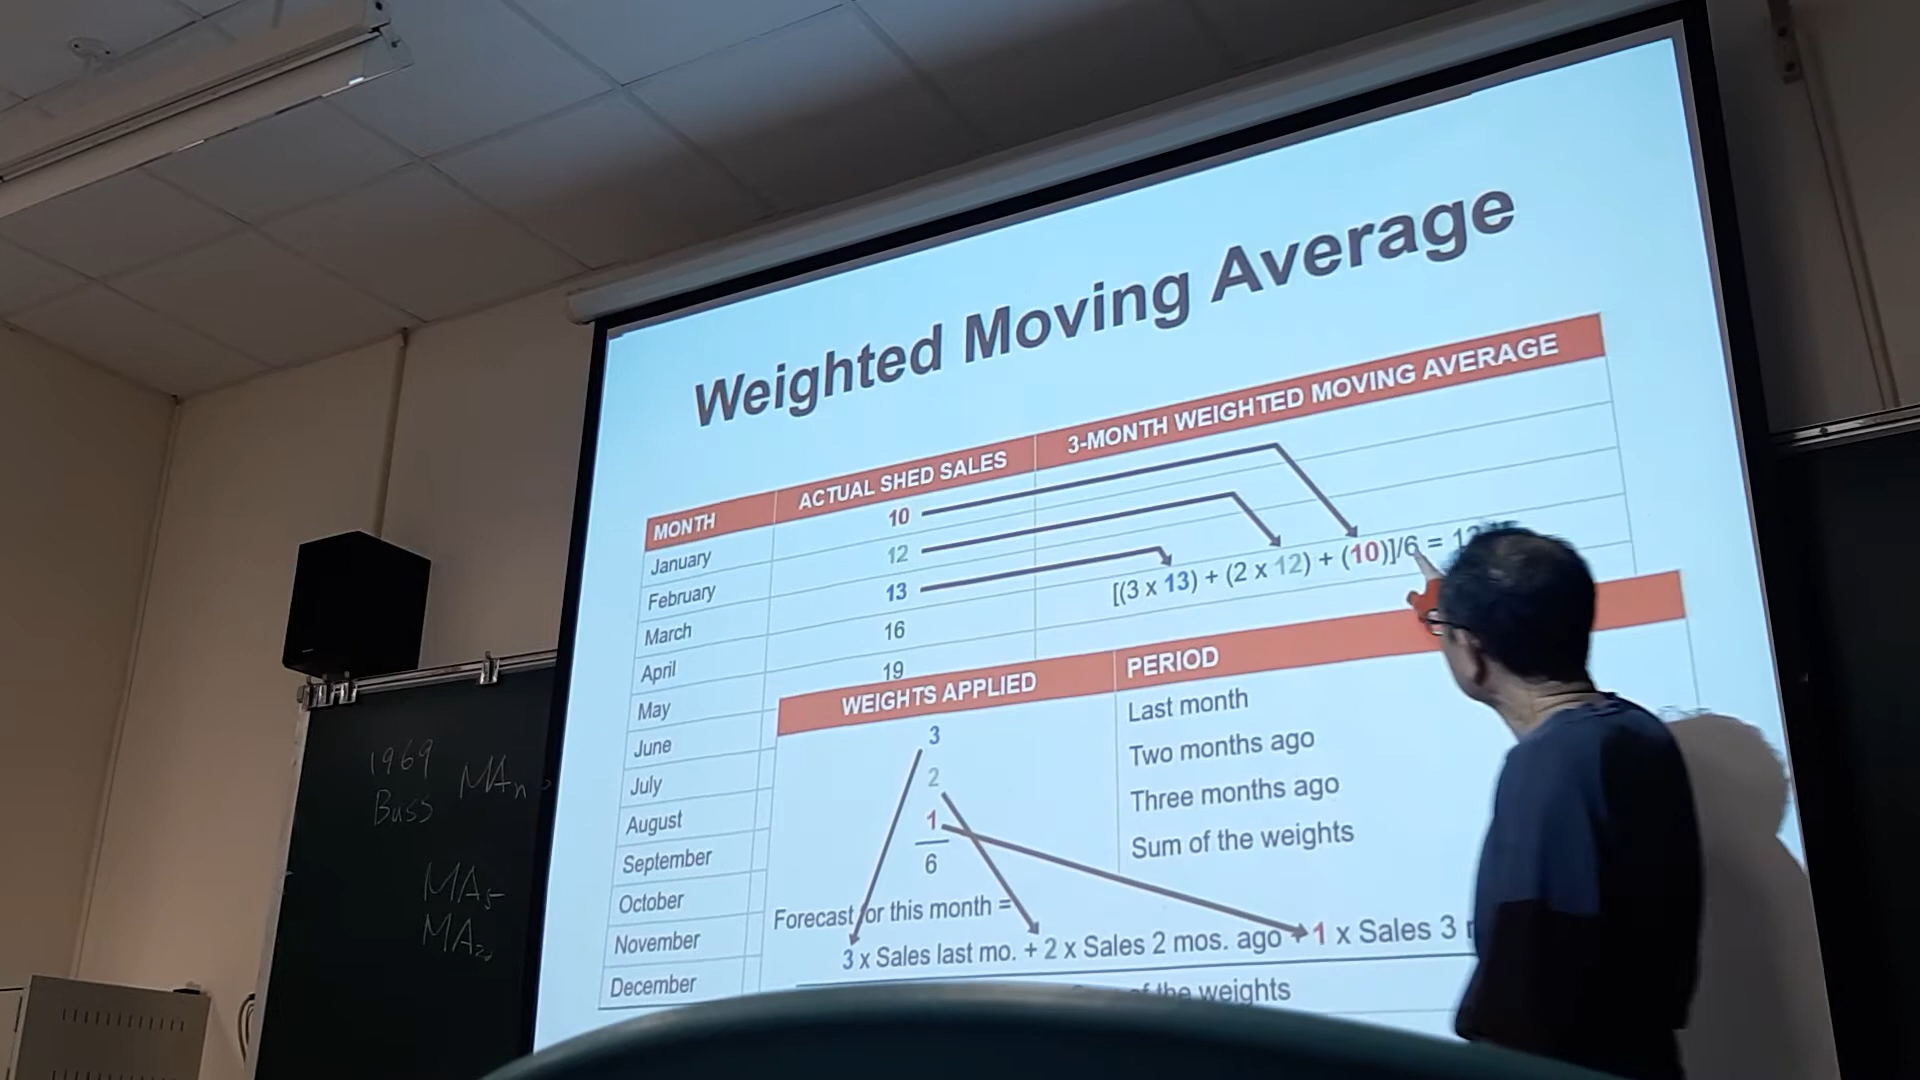 Weighted Moving Average
MONTH ACTUAL SHED SALES 3-MONTH WEIGHTED MOVING AVERAGE
January 10
February 12
March 13
April 16 [(3 x 13) + (2 x 12) + (10)]/6 = 12
May 19
June
July
August
September
October
November
December
WEIGHTS APPLIED PERIOD
3 Last month
2 Two months ago
1 Three months ago
6 Sum of the weights
Forecast for this month =
3 x Sales last mo. + 2 x Sales 2 mos. ago + 1 x Sales 3
the weights
1969
Buss
MAn
MA5